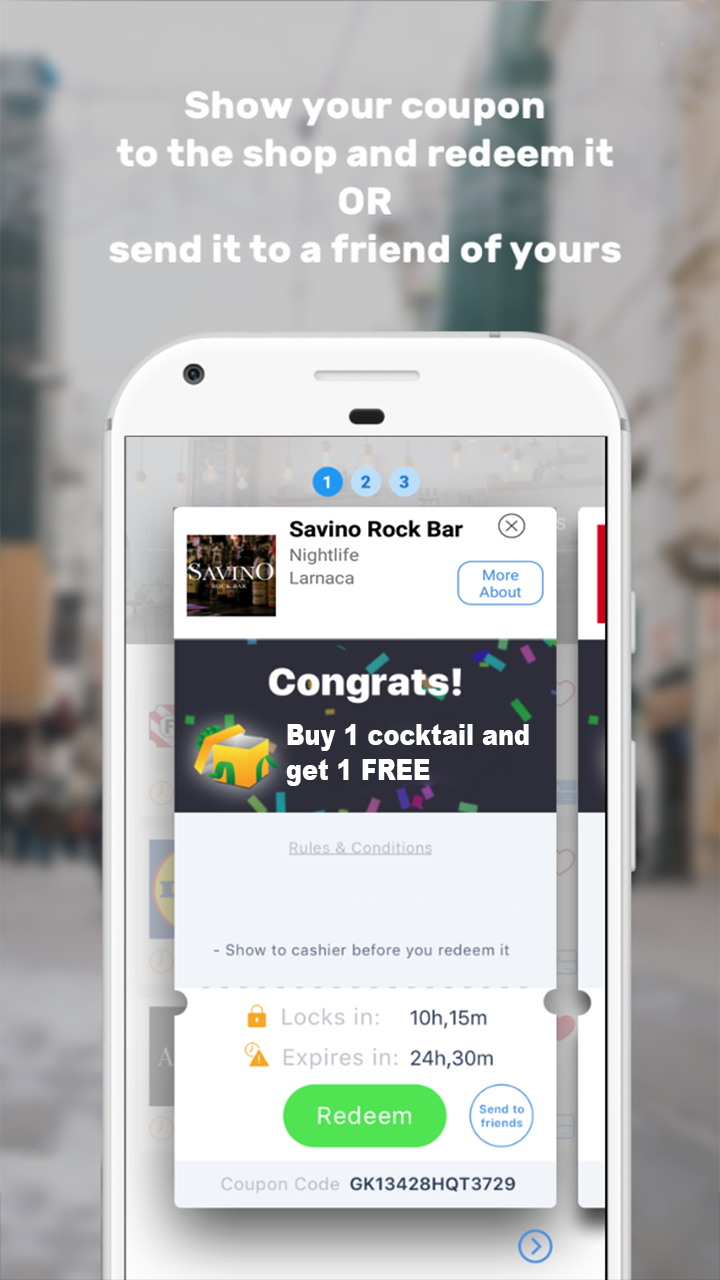 Show your coupon
to the shop and redeem it
OR
send it to a friend of yours
1 2 3
Savino Rock Bar
Nightlife
Larnaca
SAVINO
ROCK BAR
More
About
Congrats!
Buy 1 cocktail and
get 1 FREE
Rules & Conditions
- Show to cashier before you redeem it
Locks in: 10h,15m
Expires in: 24h,30m
Redeem
Send to
friends
Coupon Code GK13428HQT3729